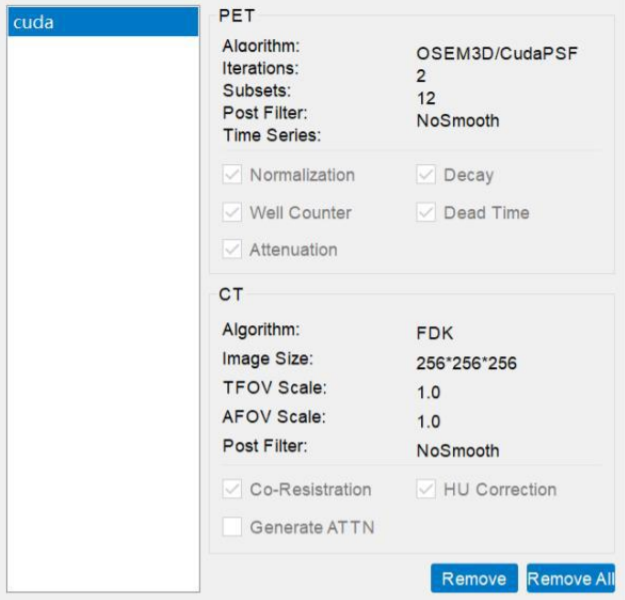 cuda
PET
Algorithm: OSEM3D/CudaPSF
Iterations: 2
Subsets: 12
Post Filter: NoSmooth
Time Series:
Normalization Decay
Well Counter Dead Time
Attenuation
CT
Algorithm: FDK
Image Size: 256*256*256
TFOV Scale: 1.0
AFOV Scale: 1.0
Post Filter: NoSmooth
Co-Resistration HU Correction
Generate ATTN
Remove Remove All